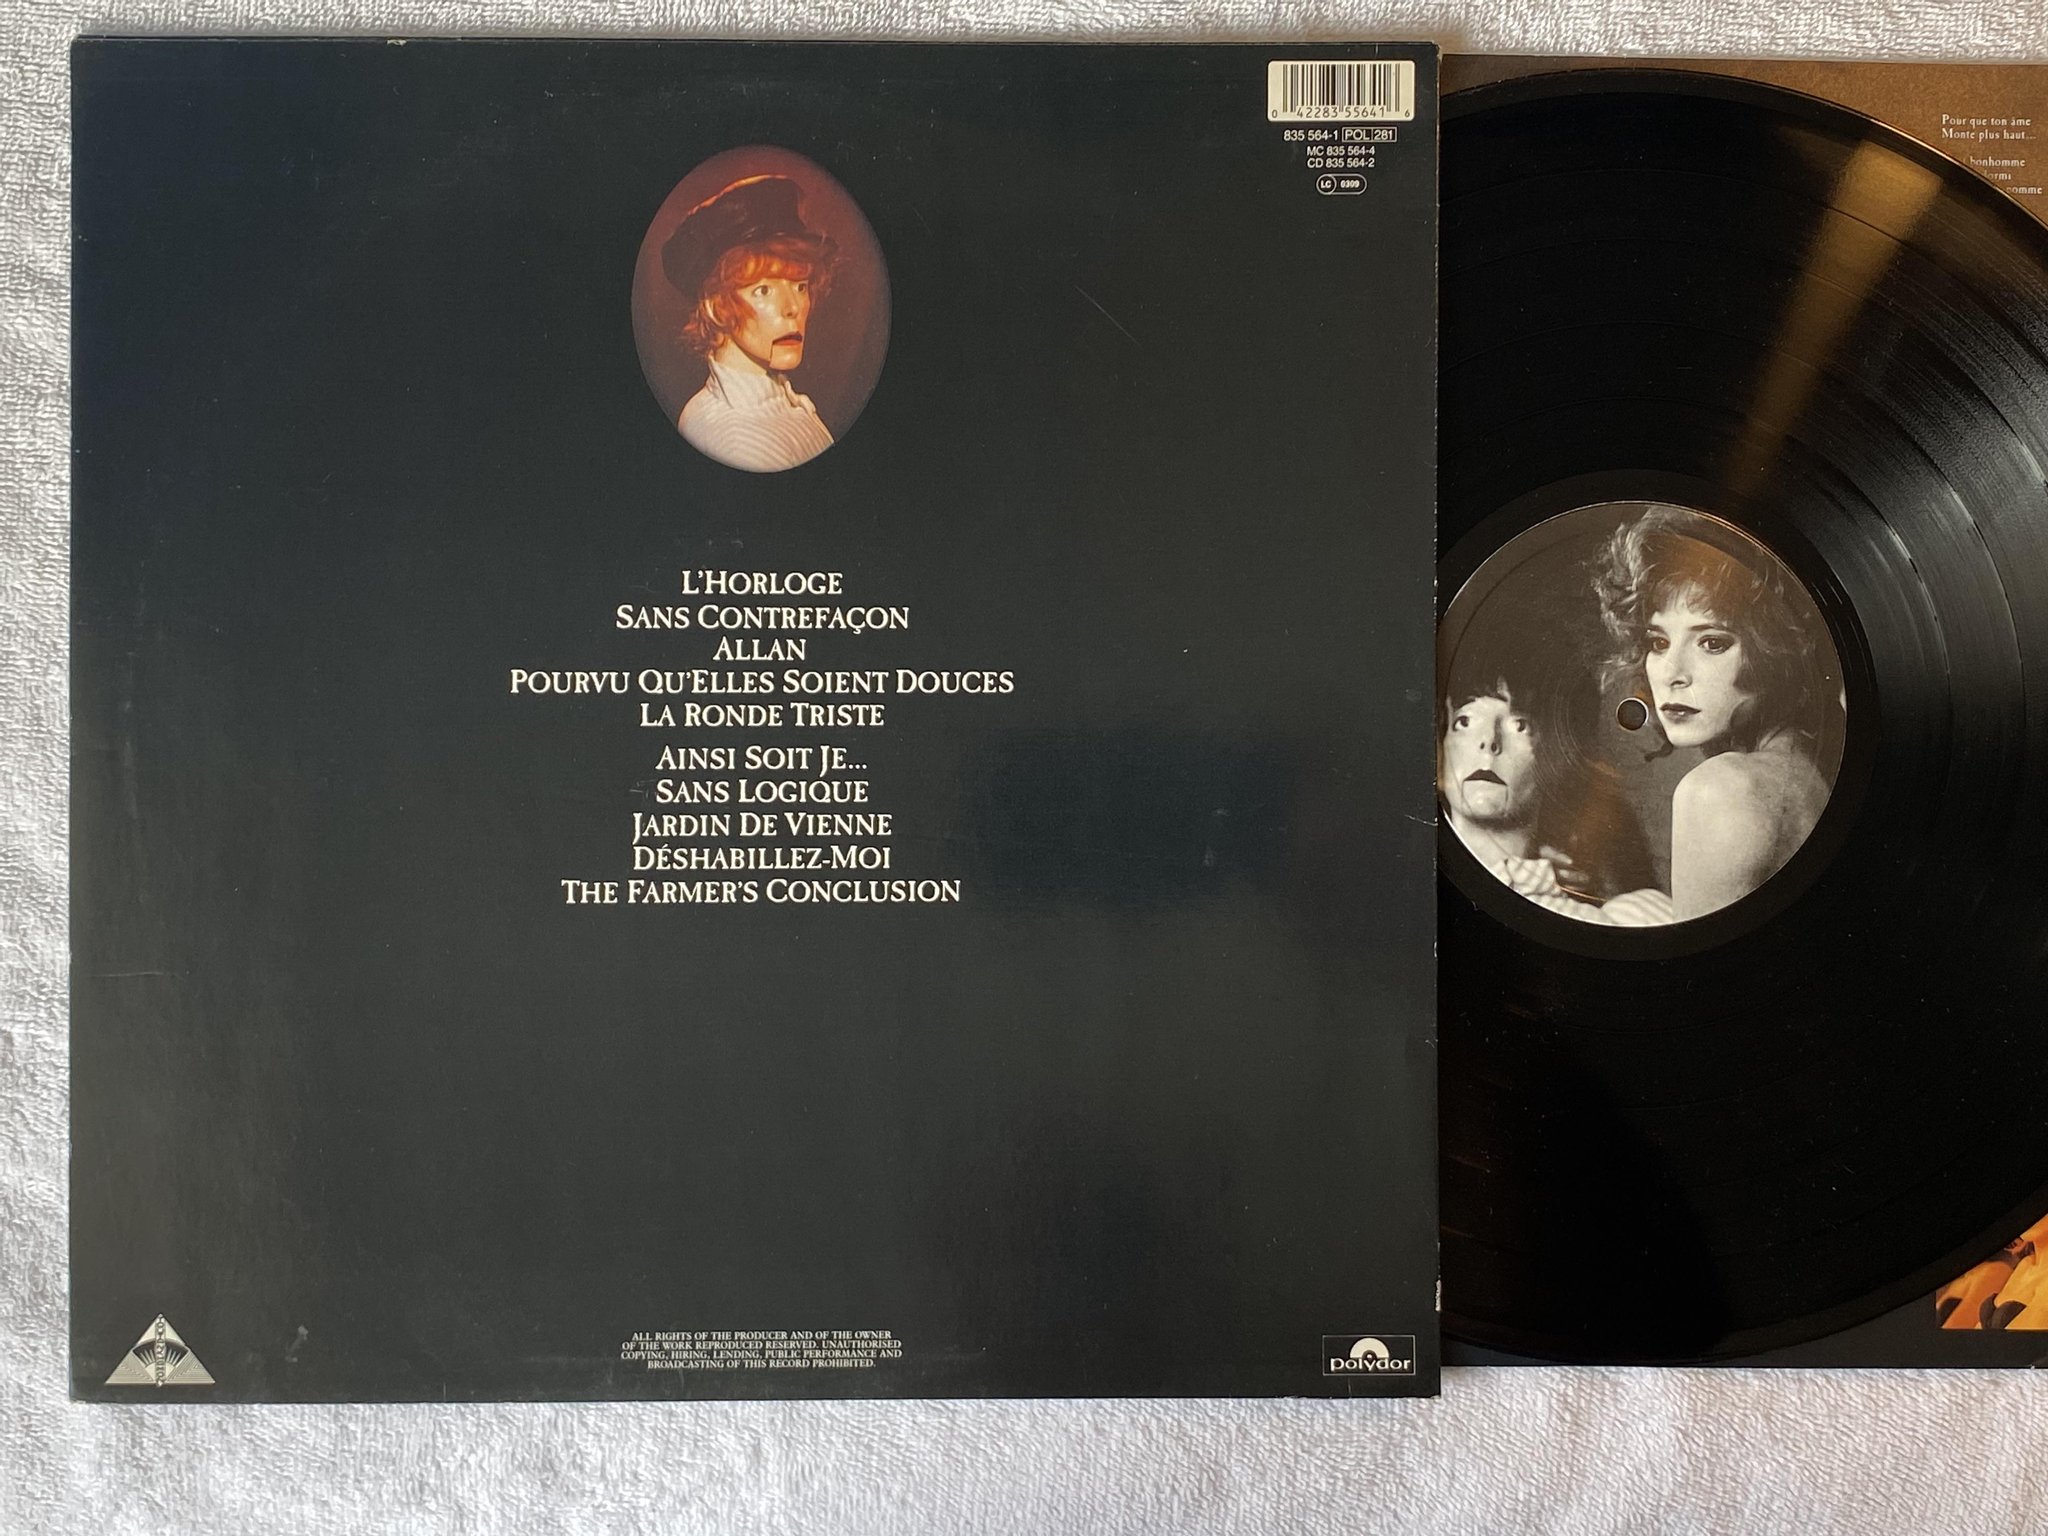 0 42283 55641 6
835 564-1 POL 281
MC 835 564-4
CD 835 564-2
LC 0309
L'HORLOGE
SANS CONTREFAÇON
ALLAN
POURVU QU'ELLES SOIENT DOUCES
LA RONDE TRISTE
AINSI SOIT JE...
SANS LOGIQUE
JARDIN DE VIENNE
DÉSHABILLEZ-MOI
THE FARMER'S CONCLUSION
ALL RIGHTS OF THE PRODUCER AND OF THE OWNER
OF THE WORK REPRODUCED RESERVED. UNAUTHORISED
COPYING, HIRING, LENDING, PUBLIC PERFORMANCE AND
BROADCASTING OF THIS RECORD PROHIBITED.
polydor
Pour que ton âme
Monte plus haut...
bonhomme
comme